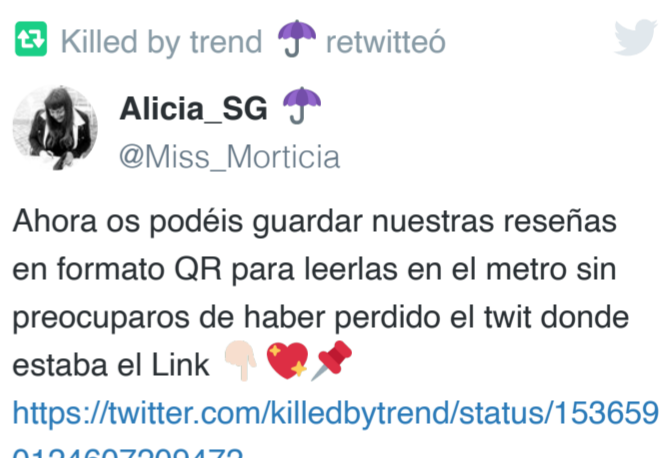 Killed by trend ☂ retwitteó
Alicia_SG ☂
@Miss_Morticia
Ahora os podéis guardar nuestras reseñas
en formato QR para leerlas en el metro sin
preocuparos de haber perdido el twit donde
estaba el Link 👇🏻💖📌
https://twitter.com/killedbytrend/status/153659